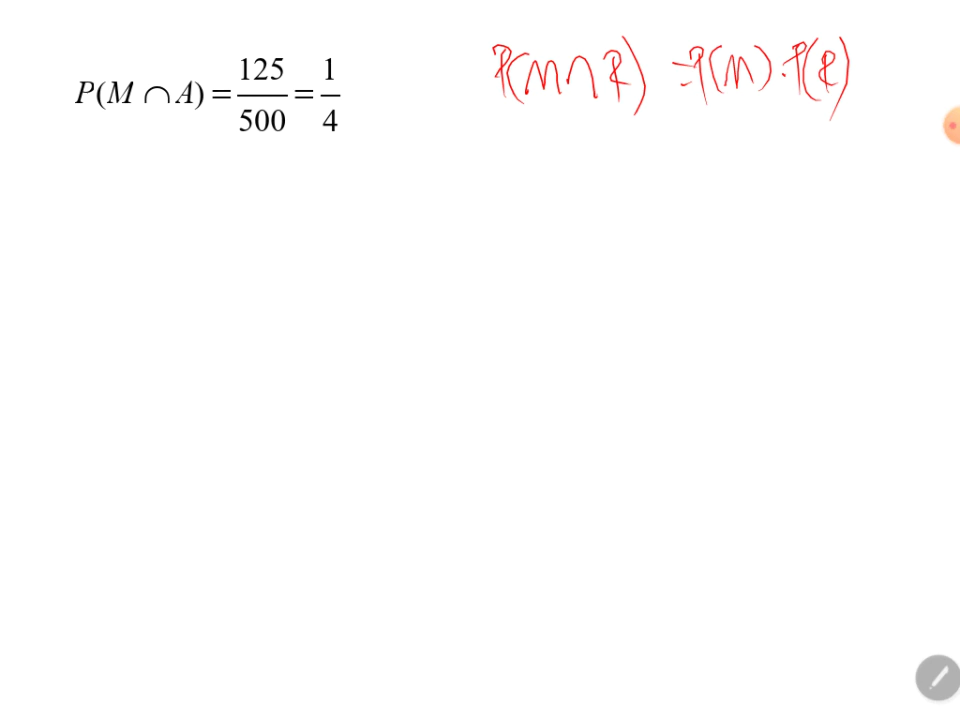 P(M ∩ A) = 125/500 = 1/4
P(M ∩ R) = P(M) · P(R)